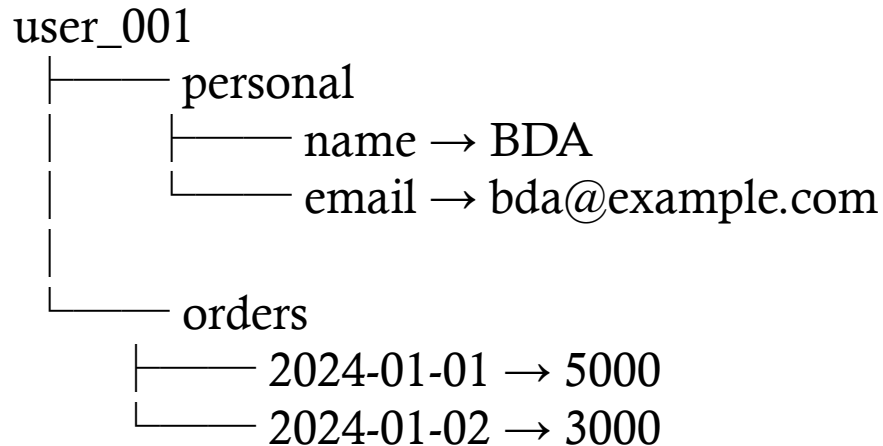 user_001
personal
name → BDA
email → bda@example.com
orders
2024-01-01 → 5000
2024-01-02 → 3000